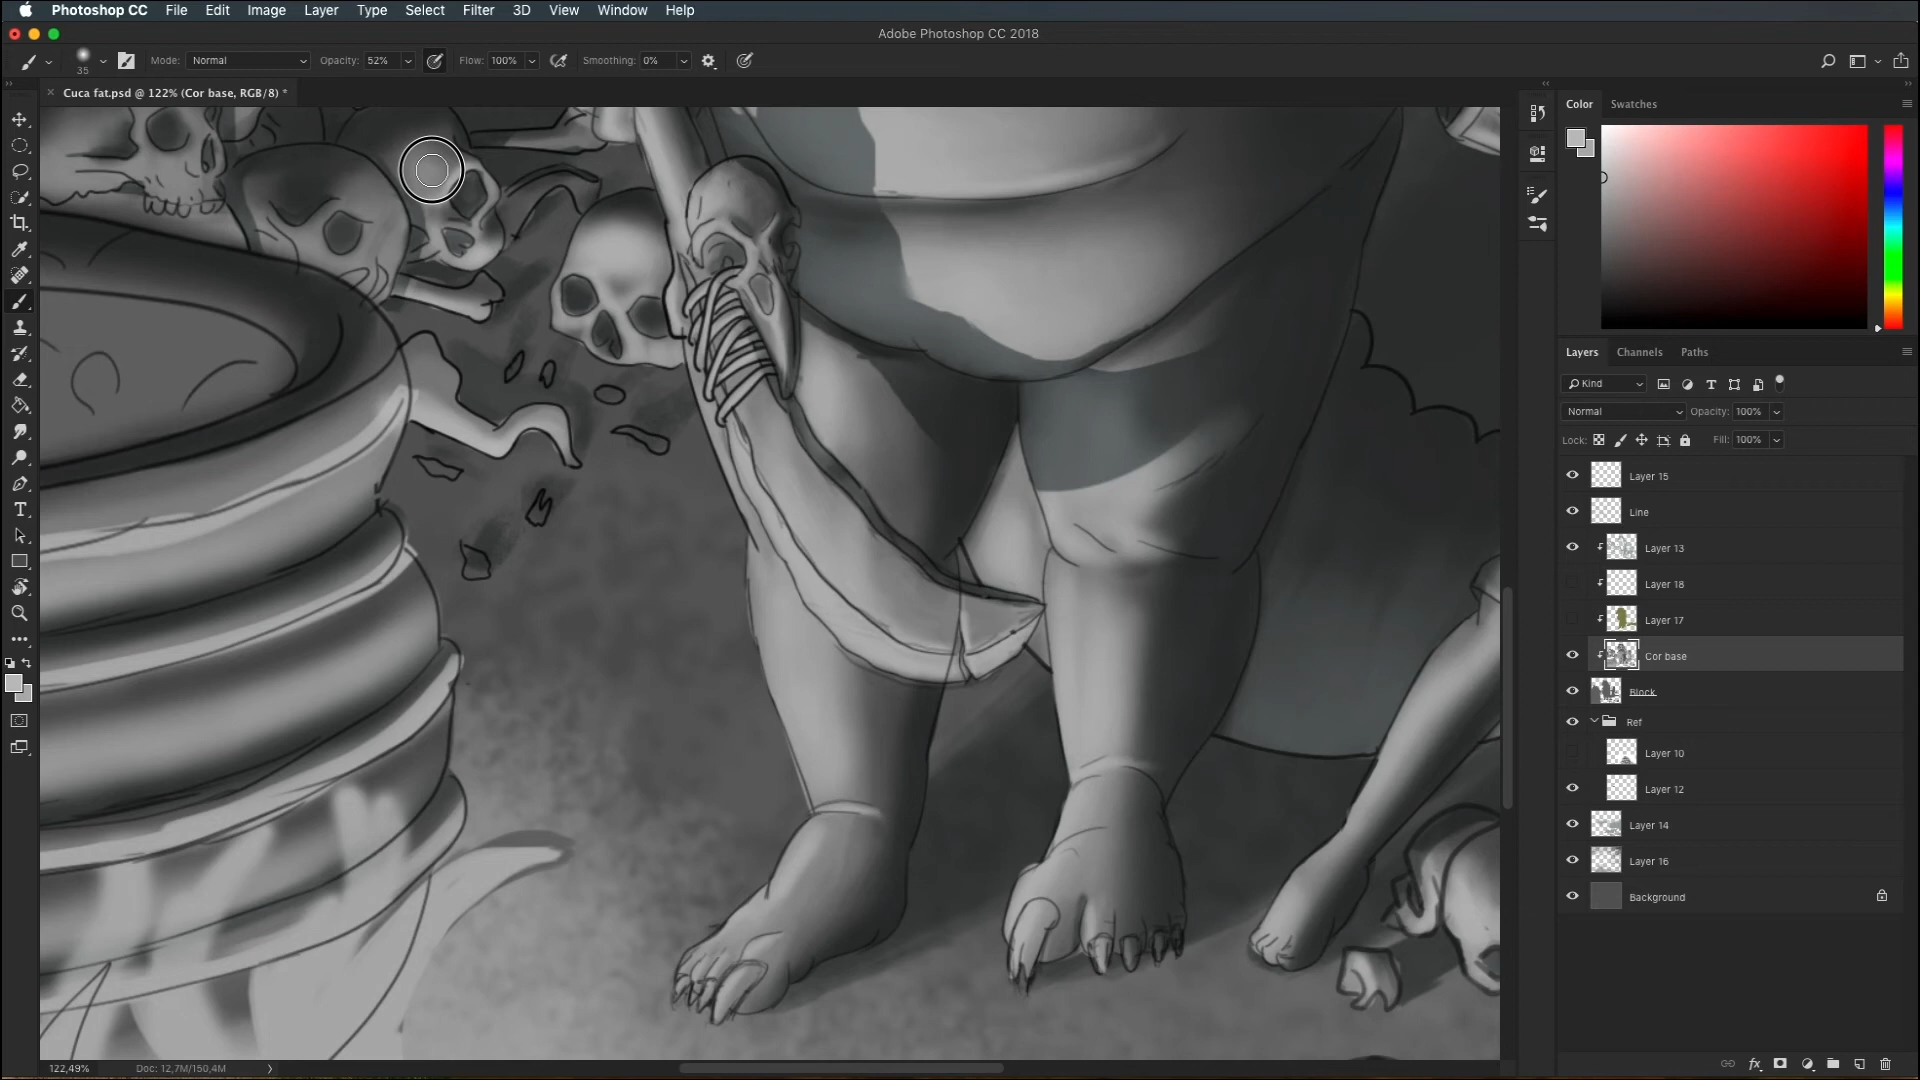 Photoshop CC File Edit Image Layer Type Select Filter 3D View Window Help
Adobe Photoshop CC 2018
35 Mode: Normal Opacity: 52% Flow: 100% Smoothing: 0%
× Cuca fat.psd @ 122% (Cor base, RGB/8) *
Color Swatches
Layers Channels Paths
Kind
Normal Opacity: 100%
Lock: Fill: 100%
Layer 15
Line
Layer 13
Layer 18
Layer 17
Cor base
Block
Ref
Layer 10
Layer 12
Layer 14
Layer 16
Background
122,49% Doc: 12,7M/150,4M